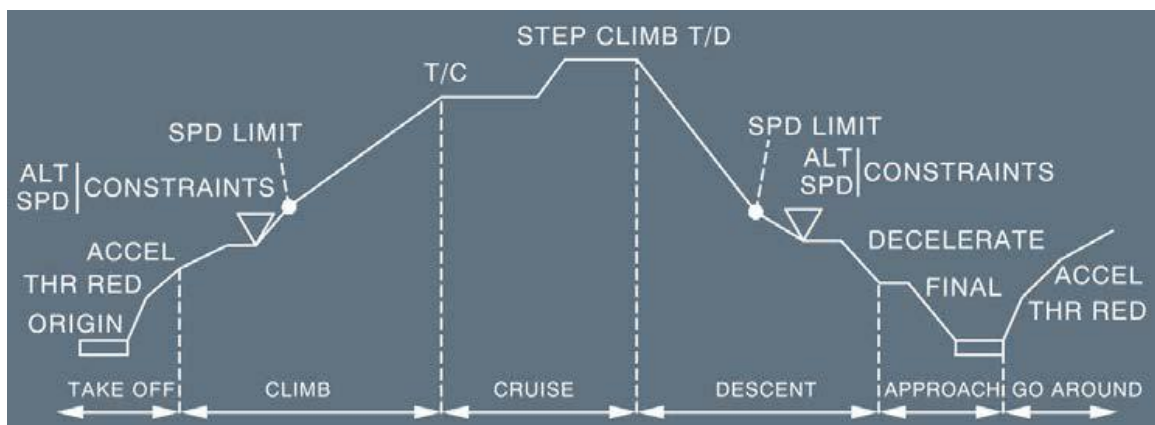 STEP CLIMB T/D
T/C
SPD LIMIT
ALT
SPD
CONSTRAINTS
ACCEL
THR RED
ORIGIN
SPD LIMIT
ALT
SPD
CONSTRAINTS
DECELERATE
FINAL
ACCEL
THR RED
TAKE OFF
CLIMB
CRUISE
DESCENT
APPROACH
GO AROUND